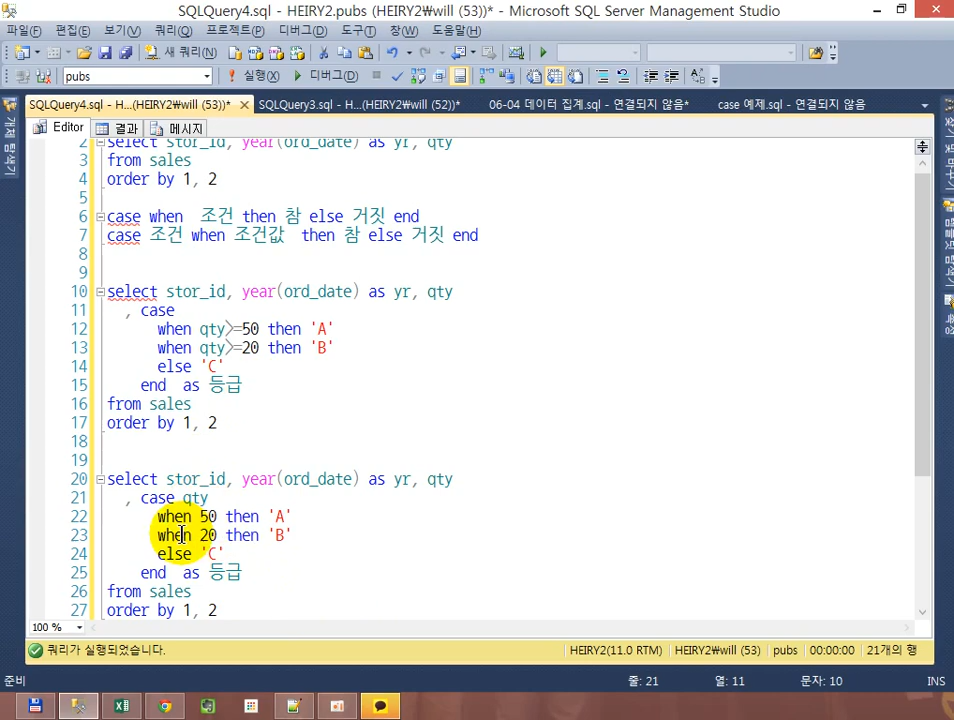 SQLQuery4.sql - HEIRY2.pubs (HEIRY2₩will (53))* - Microsoft SQL Server Management Studio
파일(F) 편집(E) 보기(V) 쿼리(Q) 프로젝트(P) 디버그(D) 도구(T) 창(W) 도움말(H)
새 쿼리(N)
pubs 실행(X) 디버그(D)
SQLQuery4.sql - H...(HEIRY2₩will (53))* SQLQuery3.sql - H...(HEIRY2₩will (52))* 06-04 데이터 집계.sql - 연결되지 않음* case 예제.sql - 연결되지 않음
Editor 결과 메시지
개체 탐색기
2 select stor_id, year(ord_date) as yr, qty
3 from sales
4 order by 1, 2
5
6 case when 조건 then 참 else 거짓 end
7 case 조건 when 조건값 then 참 else 거짓 end
8
9
10 select stor_id, year(ord_date) as yr, qty
11 , case
12 when qty>=50 then 'A'
13 when qty>=20 then 'B'
14 else 'C'
15 end as 등급
16 from sales
17 order by 1, 2
18
19
20 select stor_id, year(ord_date) as yr, qty
21 , case qty
22 when 50 then 'A'
23 when 20 then 'B'
24 else 'C'
25 end as 등급
26 from sales
27 order by 1, 2
100 %
쿼리가 실행되었습니다. HEIRY2(11.0 RTM) HEIRY2₩will (53) pubs 00:00:00 21개의 행
준비 줄: 21 열: 11 문자: 10 INS